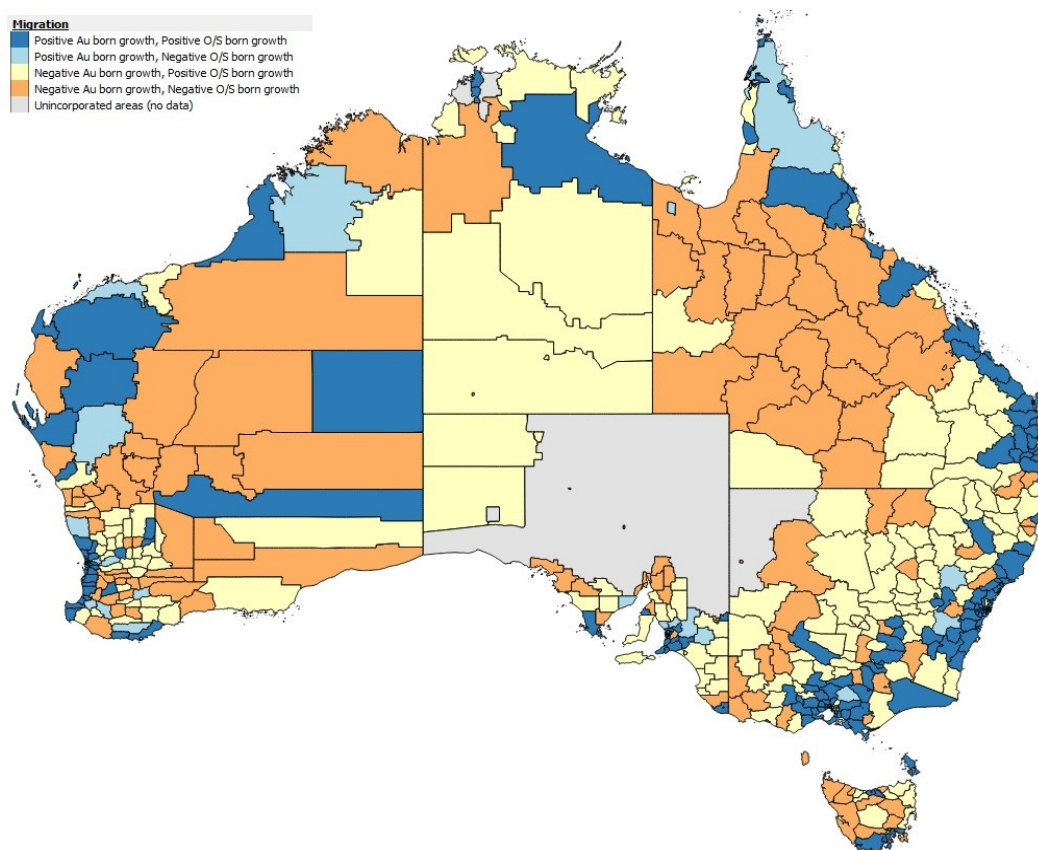 Migration
Positive Au born growth, Positive O/S born growth
Positive Au born growth, Negative O/S born growth
Negative Au born growth, Positive O/S born growth
Negative Au born growth, Negative O/S born growth
Unincorporated areas (no data)